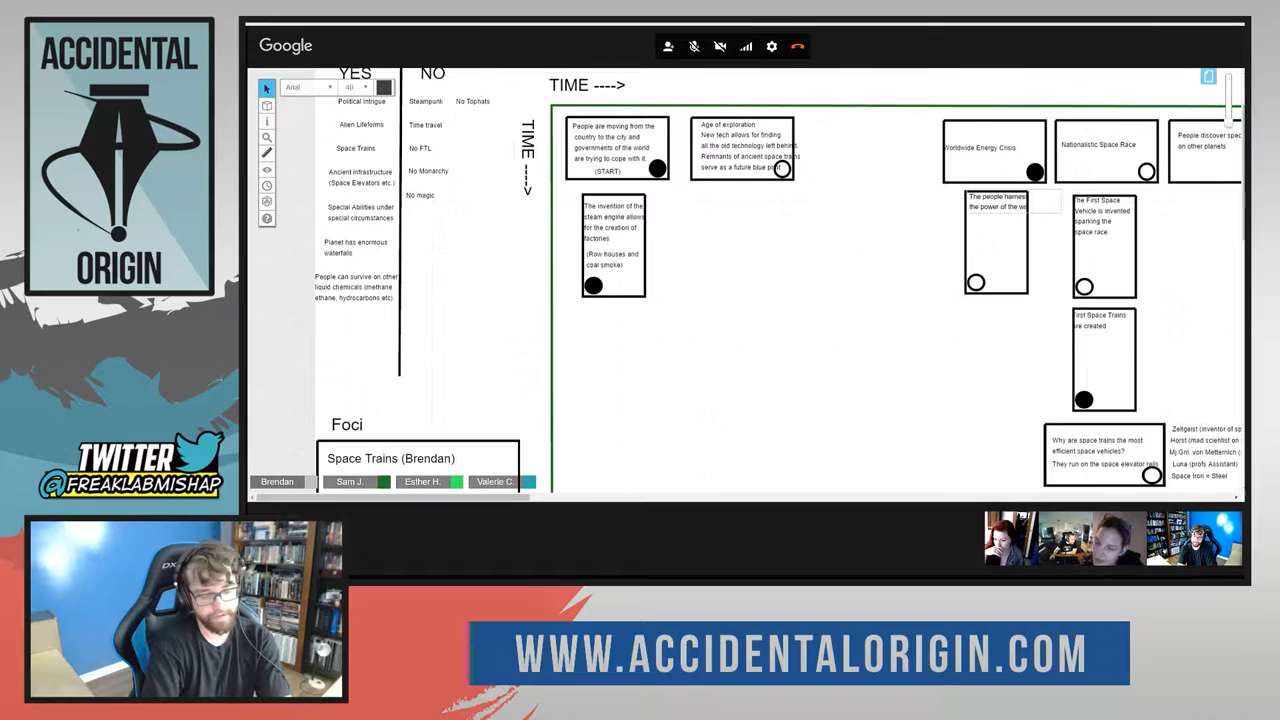 ACCIDENTAL
ORIGIN
TWITTER
@FREAKLABMISHAP
Google
Arial
40
YES
NO
Political Intrigue
Alien Lifeforms
Space Trains
Ancient infrastructure
(Space Elevators etc.)
Special Abilities under
special circumstances
Planet has enormous
waterfalls
People can survive on other
liquid chemicals (methane
ethane, hydrocarbons etc)
Steampunk
No Tophats
Time travel
No FTL
No Monarchy
No magic
TIME ---->
TIME ---->
People are moving from the
country to the city and
governments of the world
are trying to cope with it.
(START)
The invention of the
steam engine allows
for the creation of
factories
(Row houses and
coal smoke)
Age of exploration
New tech allows for finding
all the old technology left behind.
Remnants of ancient space trains
serve as a future blue print
Worldwide Energy Crisis
The people harness
the power of the
Nationalistic Space Race
The First Space
Vehicle is invented
sparking the
space race.
First Space Trains
are created
Why are space trains the most
efficient space vehicles?
They run on the space elevator rails
People discover spec
on other planets
Zeitgeist (inventor of sp
Horst (mad scientist on
Mj.Gnl. von Metternich (
Luna (profs Assistant)
Space Iron = Steel
Foci
Space Trains (Brendan)
Brendan
Sam J.
Esther H.
Valerie C.
WWW.ACCIDENTALORIGIN.COM